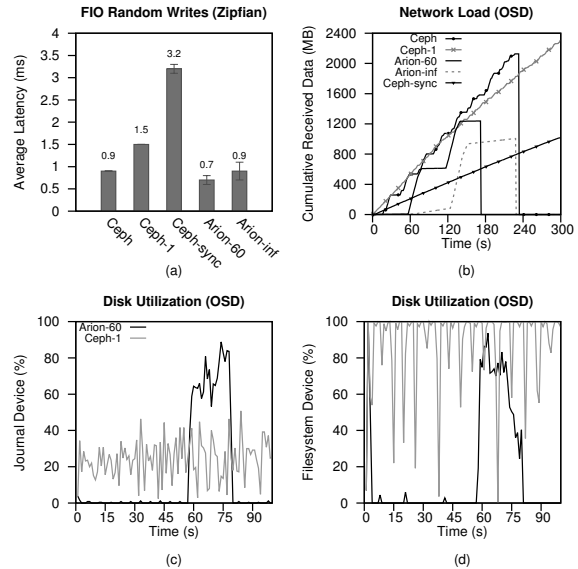 FIO Random Writes (Zipfian)
Average Latency (ms)
4
3.5
3
2.5
2
1.5
1
0.5
0
0.9
1.5
3.2
0.7
0.9
Ceph
Ceph-1
Ceph-sync
Arion-60
Arion-inf
(a)
Network Load (OSD)
Cumulative Received Data (MB)
2400
2000
1600
1200
800
400
0
Ceph
Ceph-1
Arion-60
Arion-inf
Ceph-sync
0 60 120 180 240 300
Time (s)
(b)
Disk Utilization (OSD)
Journal Device (%)
100
80
60
40
20
0
Arion-60
Ceph-1
0 15 30 45 60 75 90
Time (s)
(c)
Disk Utilization (OSD)
Filesystem Device (%)
100
80
60
40
20
0
0 15 30 45 60 75 90
Time (s)
(d)